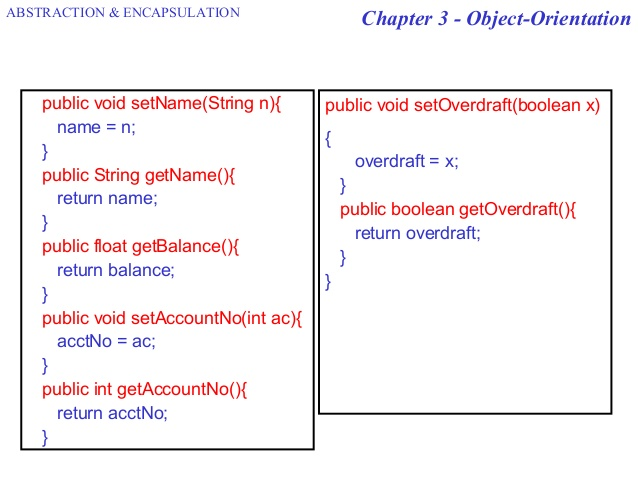 ABSTRACTION & ENCAPSULATION
Chapter 3 - Object-Orientation
public void setName(String n){
name = n;
}
public String getName(){
return name;
}
public float getBalance(){
return balance;
}
public void setAccountNo(int ac){
acctNo = ac;
}
public int getAccountNo(){
return acctNo;
}
public void setOverdraft(boolean x)
{
overdraft = x;
}
public boolean getOverdraft(){
return overdraft;
}
}